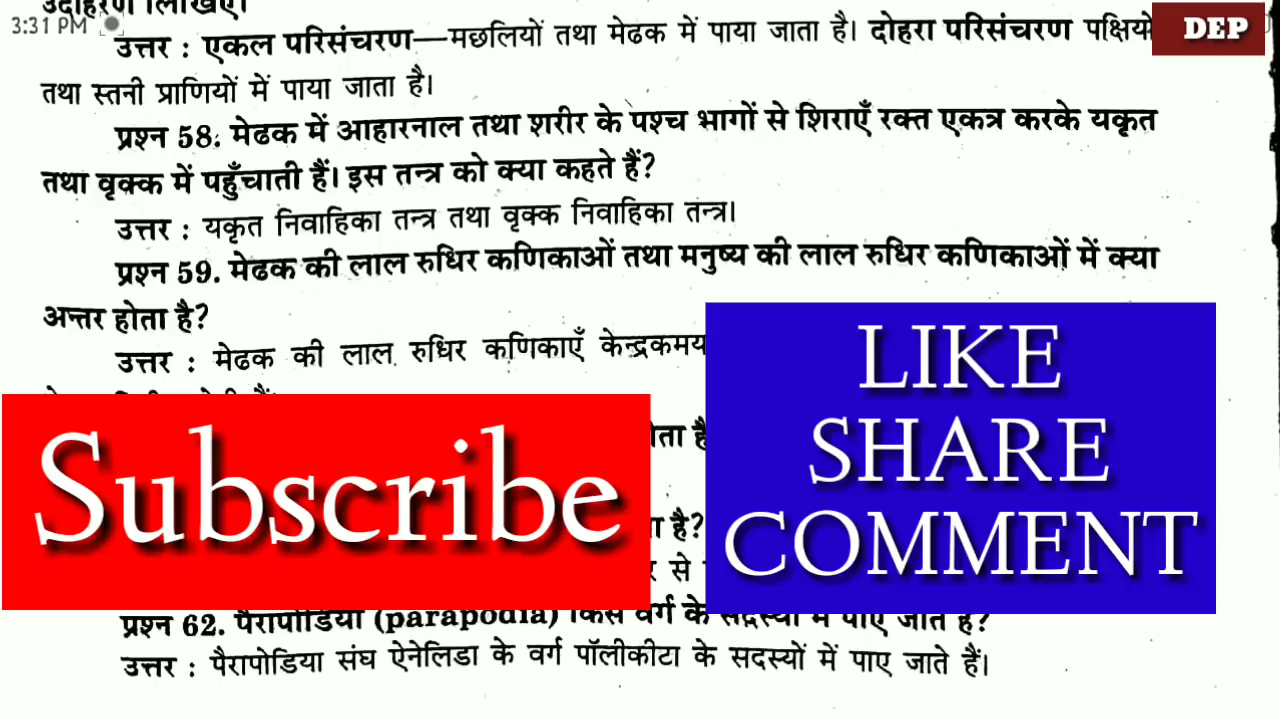 उदाहरण लिखिए।
3:31 PM
DEP
उत्तर : एकल परिसंचरण—मछलियों तथा मेढक में पाया जाता है। दोहरा परिसंचरण पक्षियों
तथा स्तनी प्राणियों में पाया जाता है।
प्रश्न 58. मेढक में आहारनाल तथा शरीर के पश्च भागों से शिराएँ रक्त एकत्र करके यकृत
तथा वृक्क में पहुँचाती हैं। इस तन्त्र को क्या कहते हैं?
उत्तर : यकृत निवाहिका तन्त्र तथा वृक्क निवाहिका तन्त्र।
प्रश्न 59. मेढक की लाल रुधिर कणिकाओं तथा मनुष्य की लाल रुधिर कणिकाओं में क्या
अन्तर होता है?
उत्तर : मेढक की लाल रुधिर कणिकाएँ केन्द्रकमय
है?
से
प्रश्न 62. पैरापोडिया (parapodia) किस वर्ग के सदस्यों में पाए जाते हैं?
उत्तर : पैरापोडिया संघ ऐनेलिडा के वर्ग पॉलीकीटा के सदस्यों में पाए जाते हैं।
Subscribe
LIKE
SHARE
COMMENT